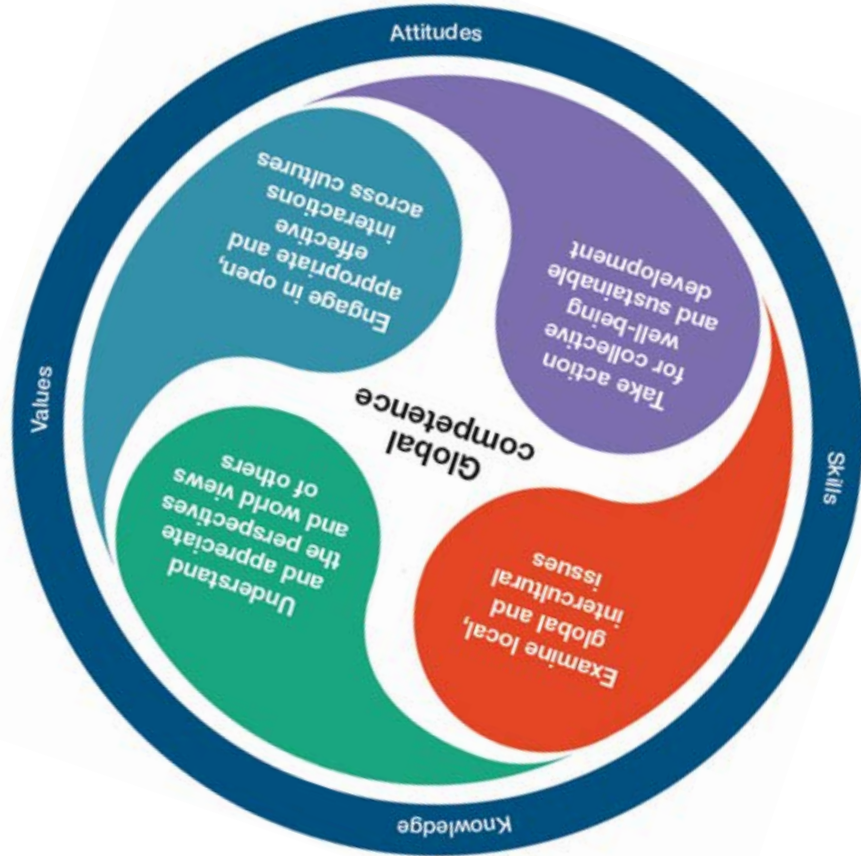 Knowledge
Examine local,
global and
intercultural
issues
Understand
and appreciate
the perspectives
and world views
of others
Skills
Global
competence
Values
Take action
for collective
well-being
and sustainable
development
Engage in open,
appropriate and
effective
interactions
across cultures
Attitudes